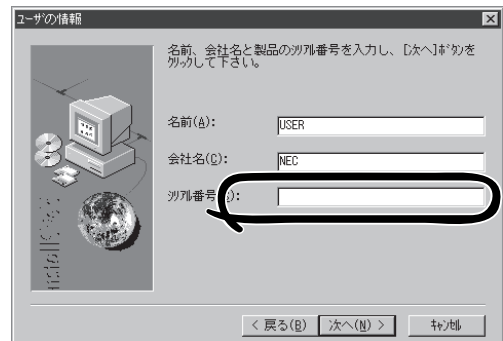 ユーザの情報
名前、会社名と製品のｼﾘｱﾙ番号を入力し、[次へ]ﾎﾞﾀﾝを
ｸﾘｯｸして下さい。
名前(A):
USER
会社名(C):
NEC
ｼﾘｱﾙ番号(S):
InstallShield
< 戻る(B)
次へ(N) >
ｷｬﾝｾﾙ